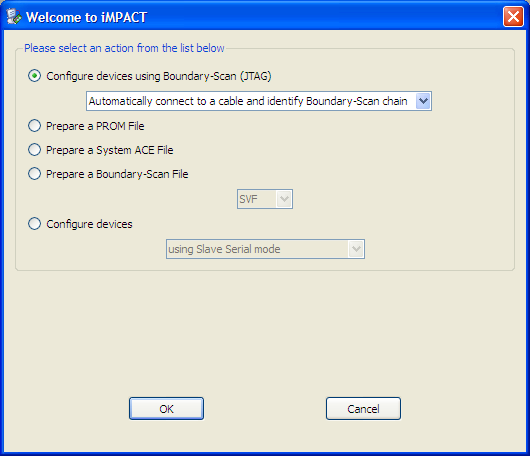 Welcome to iMPACT
Please select an action from the list below
Configure devices using Boundary-Scan (JTAG)
Automatically connect to a cable and identify Boundary-Scan chain
Prepare a PROM File
Prepare a System ACE File
Prepare a Boundary-Scan File
SVF
Configure devices
using Slave Serial mode
OK
Cancel